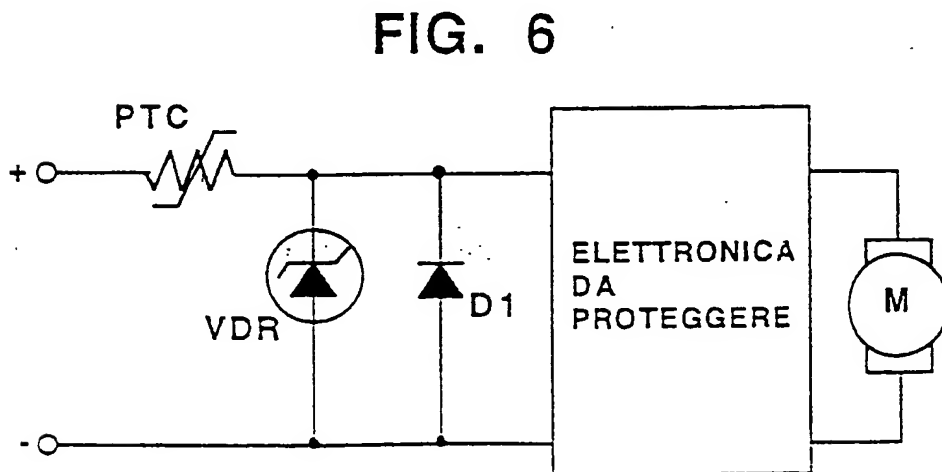 FIG. 6
PTC
+
VDR
D1
ELETTRONICA
DA
PROTEGGERE
M
-